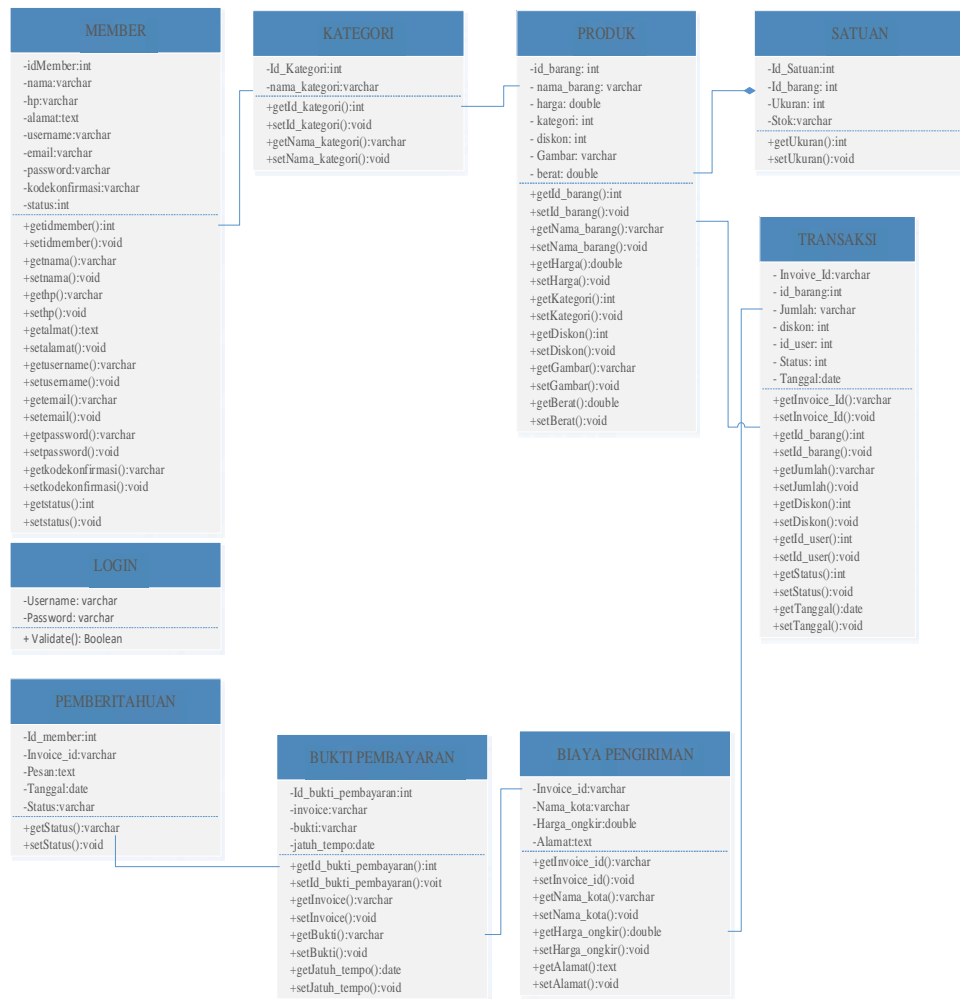 MEMBER
-idMember:int
-nama:varchar
-hp:varchar
-alamat:text
-username:varchar
-email:varchar
-password:varchar
-kodekonfirmasi:varchar
-status:int
+getidmember():int
+setidmember():void
+getnama():varchar
+setnama():void
+gethp():varchar
+sethp():void
+getalmat():text
+setalamat():void
+getusername():varchar
+setusername():void
+getemail():varchar
+setemail():void
+getpassword():varchar
+setpassword():void
+getkodekonfirmasi():varchar
+setkodekonfirmasi():void
+getstatus():int
+setstatus():void
KATEGORI
-Id_Kategori:int
-nama_kategori:varchar
+getId_kategori():int
+setId_kategori():void
+getNama_kategori():varchar
+setNama_kategori():void
PRODUK
-id_barang: int
- nama_barang: varchar
- harga: double
- kategori: int
- diskon: int
- Gambar: varchar
- berat: double
+getId_barang():int
+setId_barang():void
+getNama_barang():varchar
+setNama_barang():void
+getHarga():double
+setHarga():void
+getKategori():int
+setKategori():void
+getDiskon():int
+setDiskon():void
+getGambar():varchar
+setGambar():void
+getBerat():double
+setBerat():void
SATUAN
-Id_Satuan:int
-Id_barang: int
-Ukuran: int
-Stok:varchar
+getUkuran():int
+setUkuran():void
TRANSAKSI
- Invoive_Id:varchar
- id_barang:int
- Jumlah: varchar
- diskon: int
- id_user: int
- Status: int
- Tanggal:date
+getInvoice_Id():varchar
+setInvoice_Id():void
+getId_barang():int
+setId_barang():void
+getJumlah():varchar
+setJumlah():void
+getDiskon():int
+setDiskon():void
+getId_user():int
+setId_user():void
+getStatus():int
+setStatus():void
+getTanggal():date
+setTanggal():void
LOGIN
-Username: varchar
-Password: varchar
+ Validate(): Boolean
PEMBERITAHUAN
-Id_member:int
-Invoice_id:varchar
-Pesan:text
-Tanggal:date
-Status:varchar
+getStatus():varchar
+setStatus():void
BUKTI PEMBAYARAN
-Id_bukti_pembayaran:int
-invoice:varchar
-bukti:varchar
-jatuh_tempo:date
+getId_bukti_pembayaran():int
+setId_bukti_pembayaran():voit
+getInvoice():varchar
+setInvoice():void
+getBukti():varchar
+setBukti():void
+getJatuh_tempo():date
+setJatuh_tempo():void
BIAYA PENGIRIMAN
-Invoice_id:varchar
-Nama_kota:varchar
-Harga_ongkir:double
-Alamat:text
+getInvoice_id():varchar
+setInvoice_id():void
+getNama_kota():varchar
+setNama_kota():void
+getHarga_ongkir():double
+setHarga_ongkir():void
+getAlamat():text
+setAlamat():void